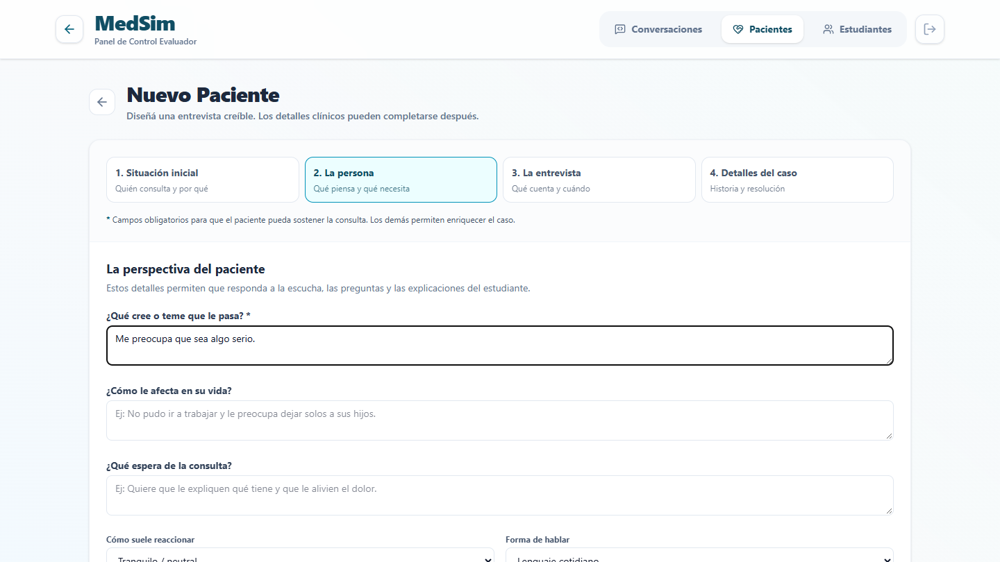 MedSim
Panel de Control Evaluador
Conversaciones
Pacientes
Estudiantes
Nuevo Paciente
Diseñá una entrevista creíble. Los detalles clínicos pueden completarse después.
1. Situación inicial
Quién consulta y por qué
2. La persona
Qué piensa y qué necesita
3. La entrevista
Qué cuenta y cuándo
4. Detalles del caso
Historia y resolución
* Campos obligatorios para que el paciente pueda sostener la consulta. Los demás permiten enriquecer el caso.
La perspectiva del paciente
Estos detalles permiten que responda a la escucha, las preguntas y las explicaciones del estudiante.
¿Qué cree o teme que le pasa? *
Me preocupa que sea algo serio.
¿Cómo le afecta en su vida?
Ej: No pudo ir a trabajar y le preocupa dejar solos a sus hijos.
¿Qué espera de la consulta?
Ej: Quiere que le expliquen qué tiene y que le alivien el dolor.
Cómo suele reaccionar
Forma de hablar
Tranquilo / neutral
Lenguaje cotidiano